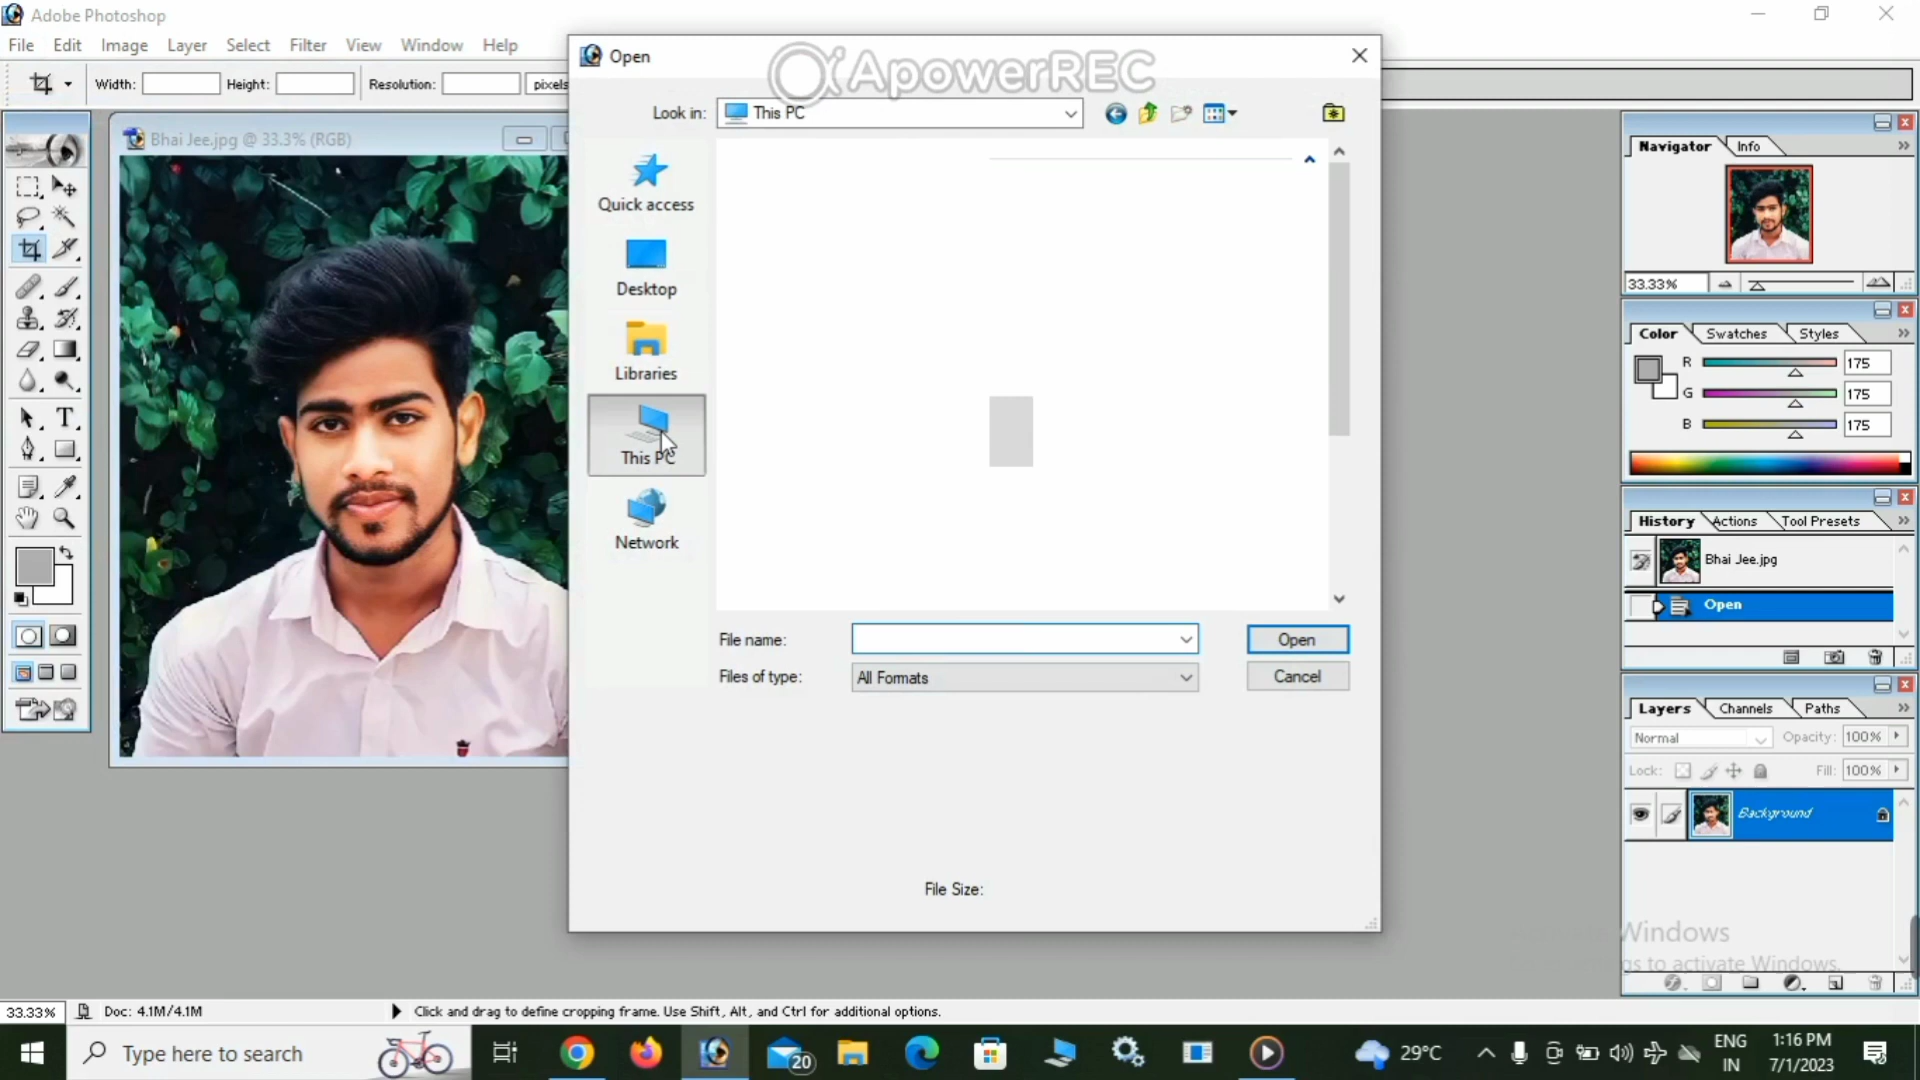 Adobe Photoshop
File Edit Image Layer Select Filter View Window Help
Width: Height: Resolution: pixels
Bhai Jee.jpg @ 33.3% (RGB)
Open
ApowerREC
Look in: This PC
Quick access
Desktop
Libraries
This PC
Network
File name: Open
Files of type: All Formats Cancel
File Size:
Navigator Info
33.33%
Color Swatches Styles
R 175
G 175
B 175
History Actions Tool Presets
Bhai Jee.jpg
Open
Layers Channels Paths
Normal Opacity: 100%
Lock: Fill: 100%
Background
Windows
gs to activate Windows.
33.33% Doc: 4.1M/4.1M Click and drag to define cropping frame. Use Shift, Alt, and Ctrl for additional options.
Type here to search 20 29°C ENG IN 1:16 PM 7/1/2023